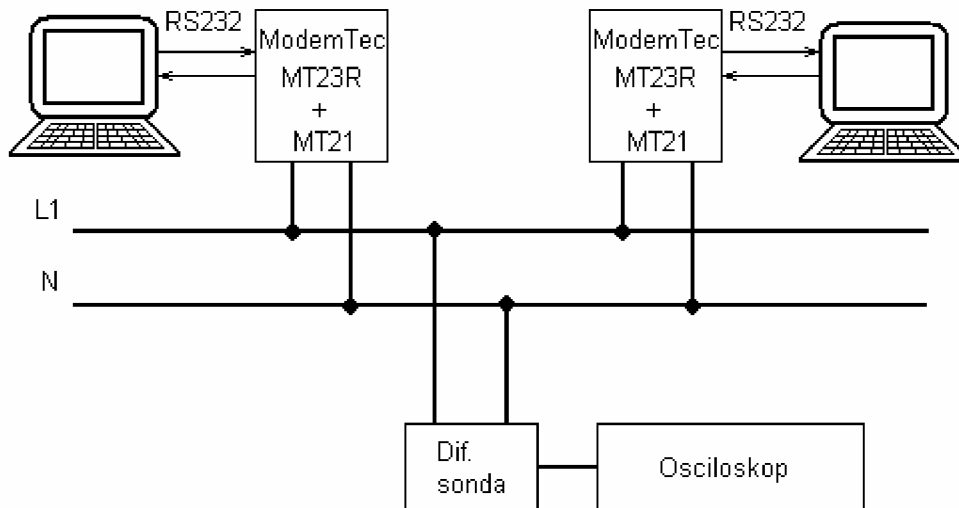 RS232
ModemTec
MT23R
+
MT21
ModemTec
MT23R
+
MT21
RS232
L1
N
Dif.
sonda
Osciloskop